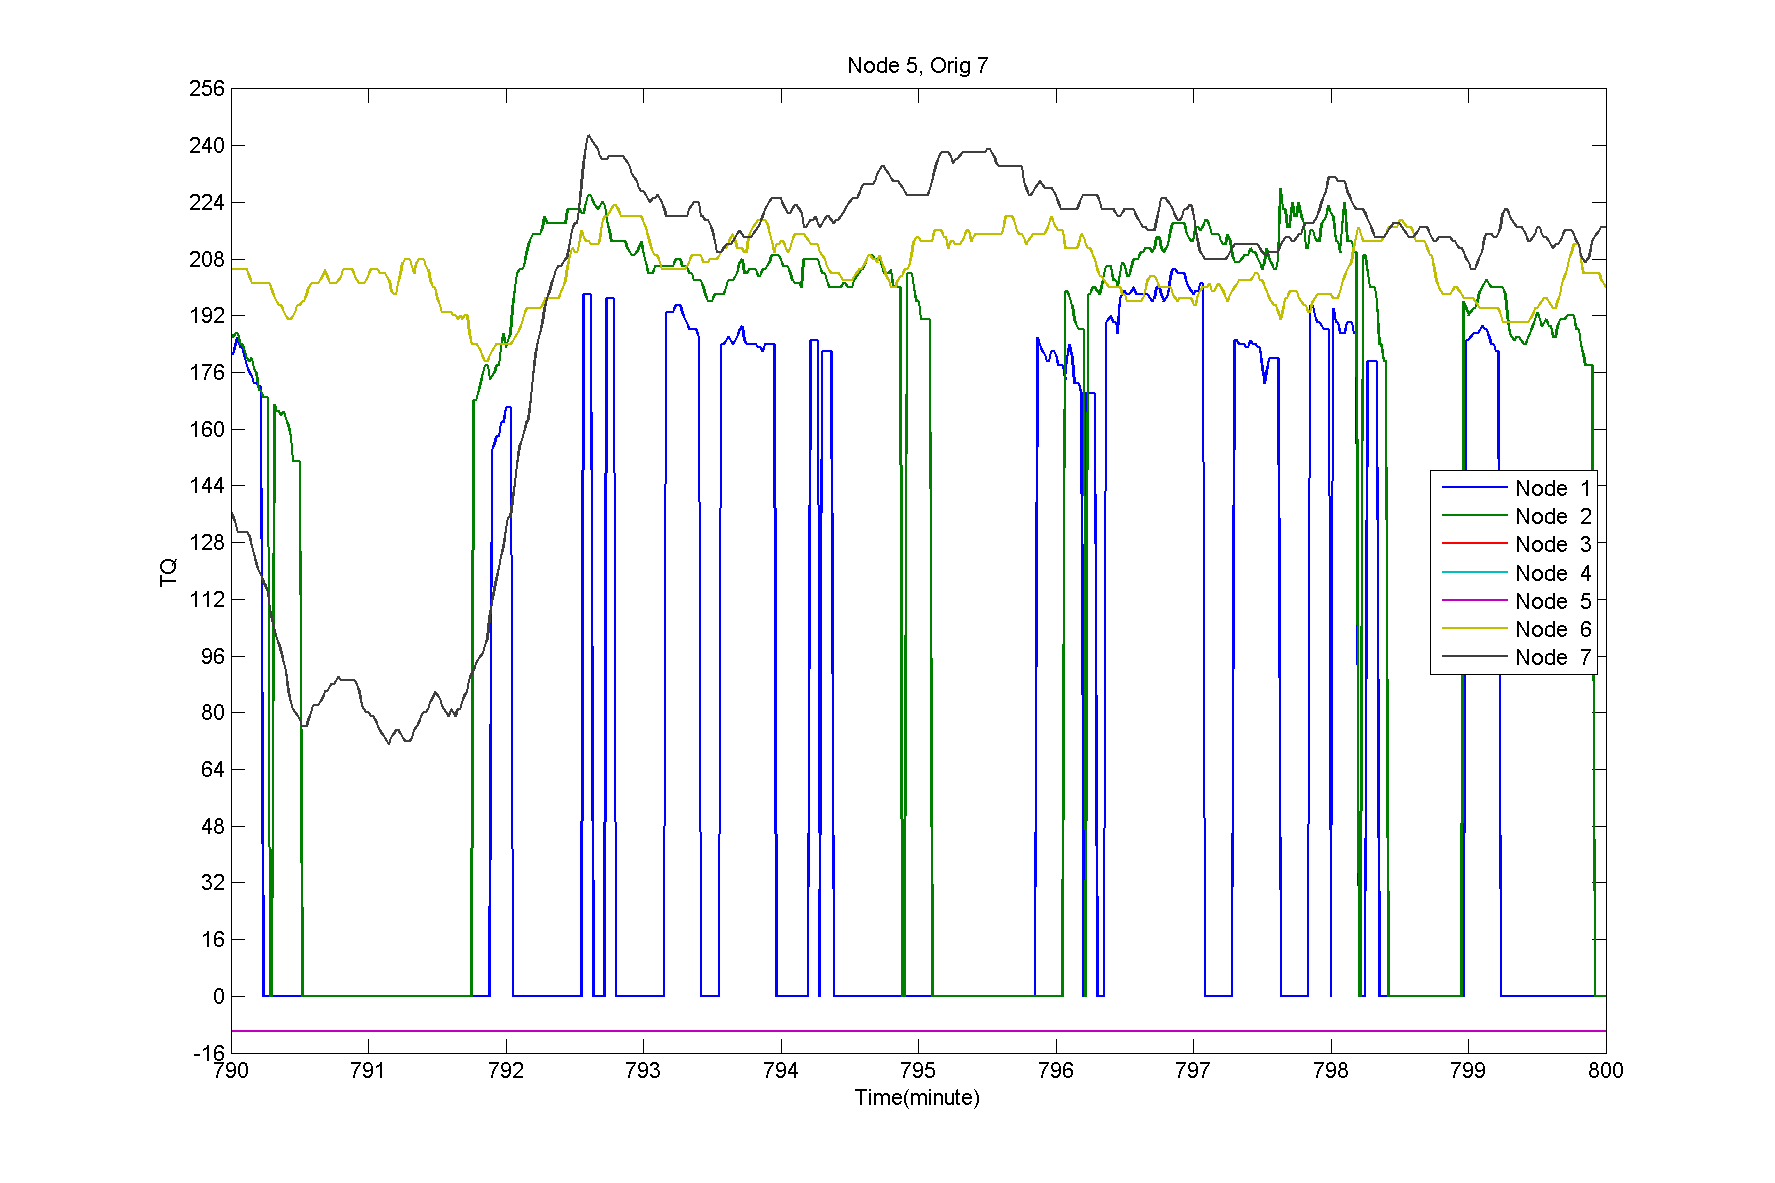 Node 5, Orig 7
256
240
224
208
192
176
160
144
128
112
96
80
64
48
32
16
0
-16
TQ
Node 1
Node 2
Node 3
Node 4
Node 5
Node 6
Node 7
790 791 792 793 794 795 796 797 798 799 800
Time(minute)